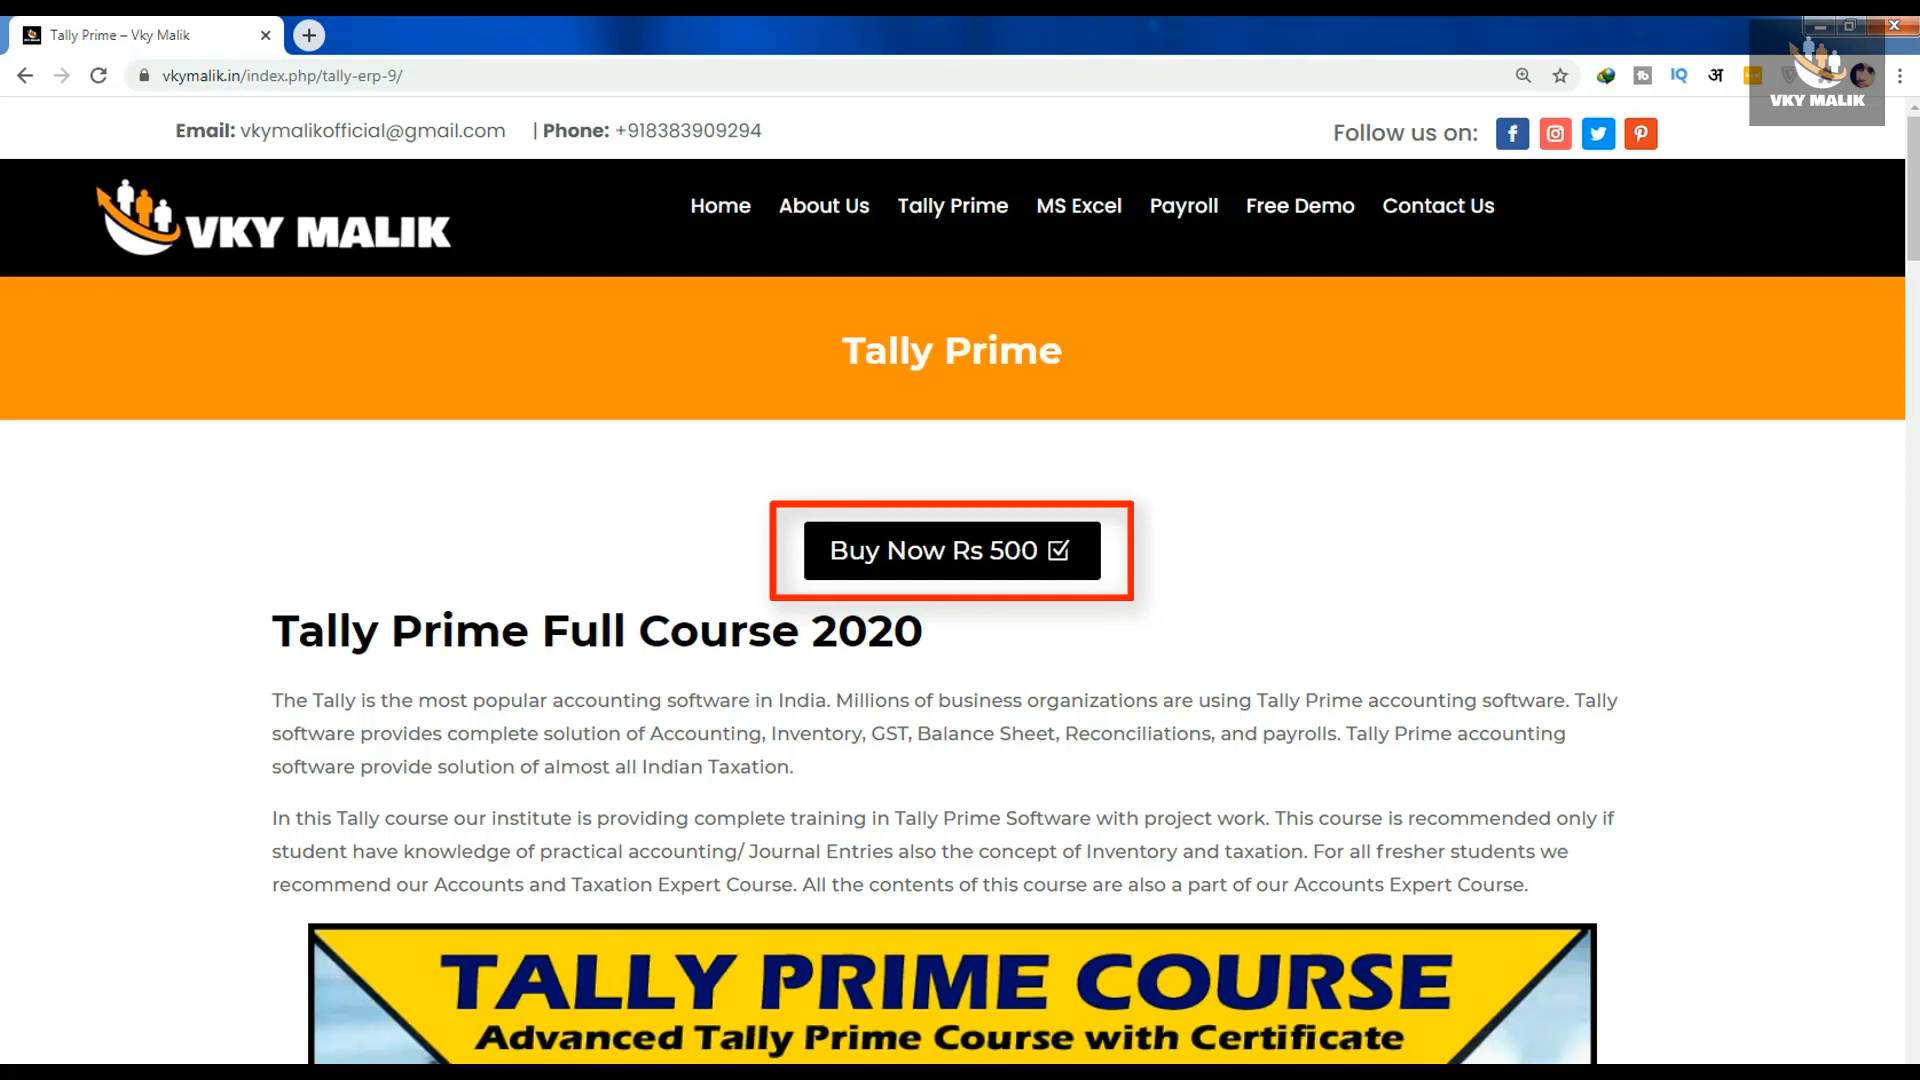 Tally Prime – Vky Malik
vkymalik.in/index.php/tally-erp-9/
IQ
अ
VKY MALIK
Email: vkymalikofficial@gmail.com | Phone: +918383909294
Follow us on:
VKY MALIK
Home About Us Tally Prime MS Excel Payroll Free Demo Contact Us
Tally Prime
Buy Now Rs 500
Tally Prime Full Course 2020
The Tally is the most popular accounting software in India. Millions of business organizations are using Tally Prime accounting software. Tally
software provides complete solution of Accounting, Inventory, GST, Balance Sheet, Reconciliations, and payrolls. Tally Prime accounting
software provide solution of almost all Indian Taxation.
In this Tally course our institute is providing complete training in Tally Prime Software with project work. This course is recommended only if
student have knowledge of practical accounting/ Journal Entries also the concept of Inventory and taxation. For all fresher students we
recommend our Accounts and Taxation Expert Course. All the contents of this course are also a part of our Accounts Expert Course.
TALLY PRIME COURSE
Advanced Tally Prime Course with Certificate